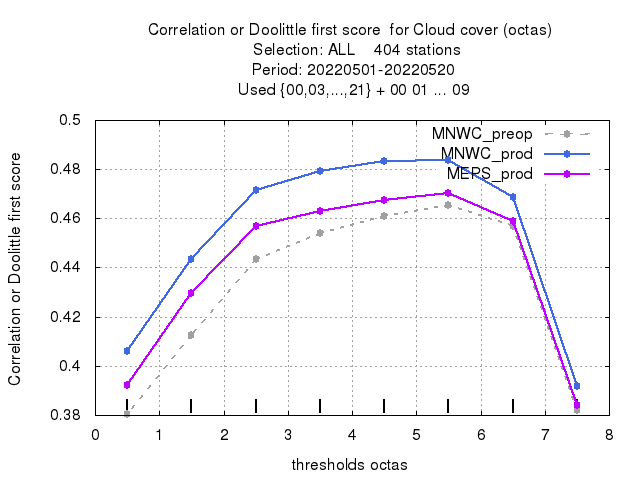 Correlation or Doolittle first score  for Cloud cover (octas)
Selection: ALL    404 stations
Period: 20220501-20220520
Used {00,03,...,21} + 00 01 ... 09
Correlation or Doolittle first score
0.5
0.48
0.46
0.44
0.42
0.4
0.38
MNWC_preop
MNWC_prod
MEPS_prod
0 1 2 3 4 5 6 7 8
thresholds octas